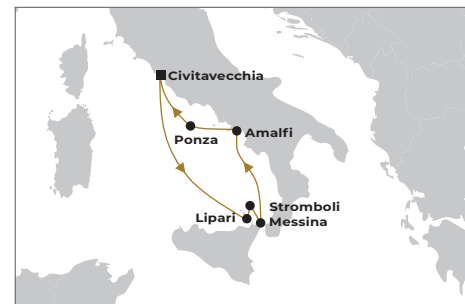 Civitavecchia
Ponza
Amalfi
Stromboli
Lipari
Messina